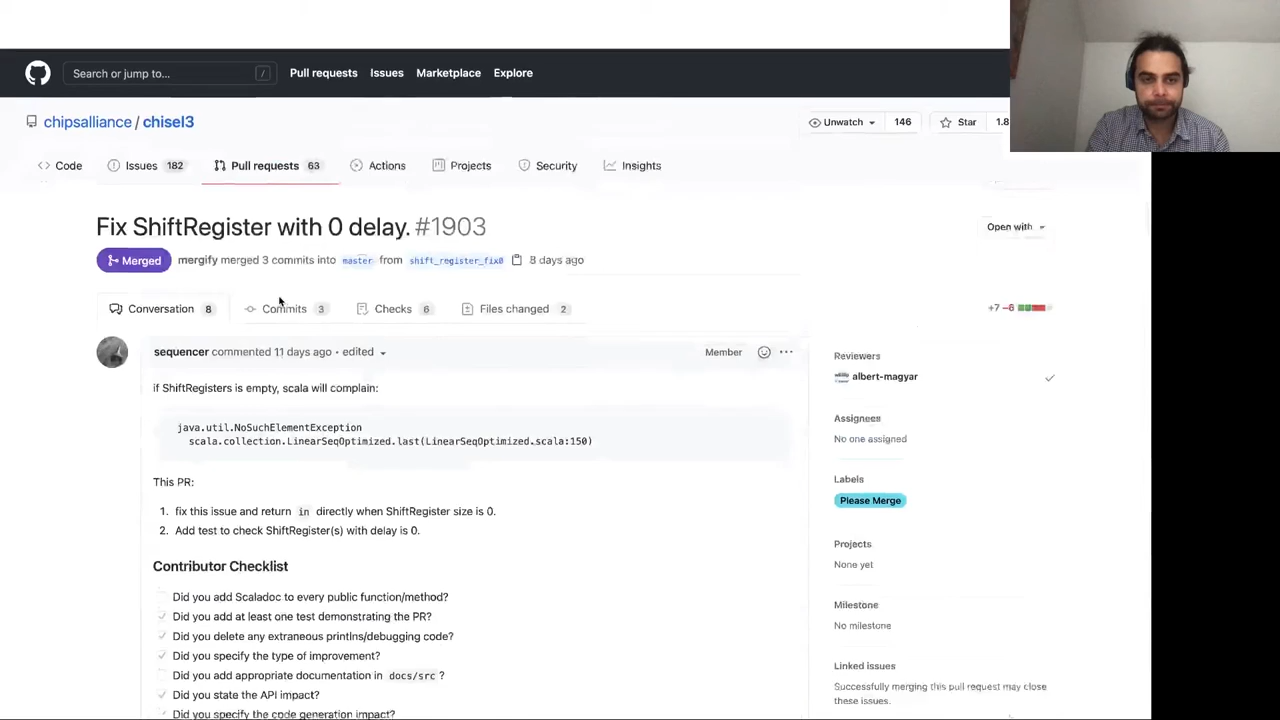 Search or jump to... / Pull requests Issues Marketplace Explore
chipsalliance / chisel3 Unwatch 146 Star 1.8
Code Issues 182 Pull requests 63 Actions Projects Security Insights
Fix ShiftRegister with 0 delay. #1903 Open with
Merged mergify merged 3 commits into master from shift_register_fix0 8 days ago
Conversation 8 Commits 3 Checks 6 Files changed 2 +7 −6
sequencer commented 11 days ago • edited Member
if ShiftRegisters is empty, scala will complain:
java.util.NoSuchElementException
scala.collection.LinearSeqOptimized.last(LinearSeqOptimized.scala:150)
This PR:
1. fix this issue and return in directly when ShiftRegister size is 0.
2. Add test to check ShiftRegister(s) with delay is 0.
Contributor Checklist
Did you add Scaladoc to every public function/method?
Did you add at least one test demonstrating the PR?
Did you delete any extraneous printlns/debugging code?
Did you specify the type of improvement?
Did you add appropriate documentation in docs/src ?
Did you state the API impact?
Did you specify the code generation impact?
Reviewers
albert-magyar
Assignees
No one assigned
Labels
Please Merge
Projects
None yet
Milestone
No milestone
Linked issues
Successfully merging this pull request may close
these issues.